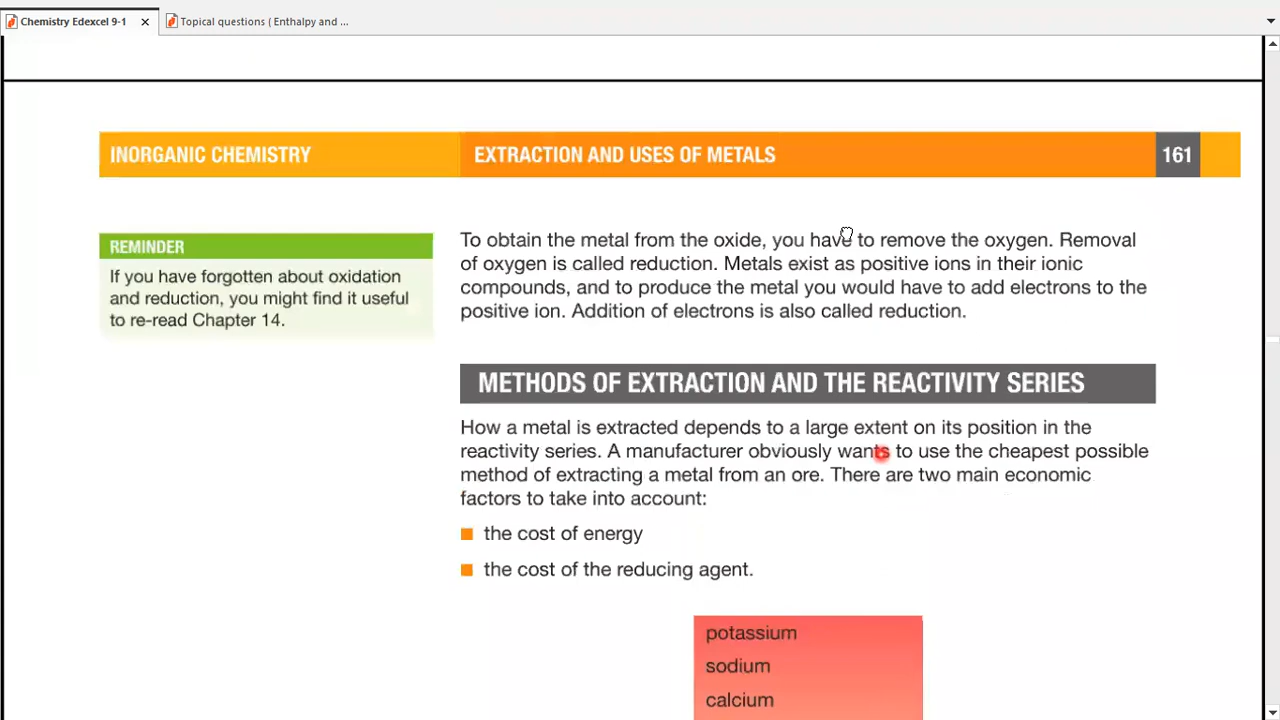 Chemistry Edexcel 9-1
Topical questions ( Enthalpy and ...
INORGANIC CHEMISTRY
EXTRACTION AND USES OF METALS
161
REMINDER
If you have forgotten about oxidation
and reduction, you might find it useful
to re-read Chapter 14.
To obtain the metal from the oxide, you have to remove the oxygen. Removal
of oxygen is called reduction. Metals exist as positive ions in their ionic
compounds, and to produce the metal you would have to add electrons to the
positive ion. Addition of electrons is also called reduction.
METHODS OF EXTRACTION AND THE REACTIVITY SERIES
How a metal is extracted depends to a large extent on its position in the
reactivity series. A manufacturer obviously wants to use the cheapest possible
method of extracting a metal from an ore. There are two main economic
factors to take into account:
the cost of energy
the cost of the reducing agent.
potassium
sodium
calcium